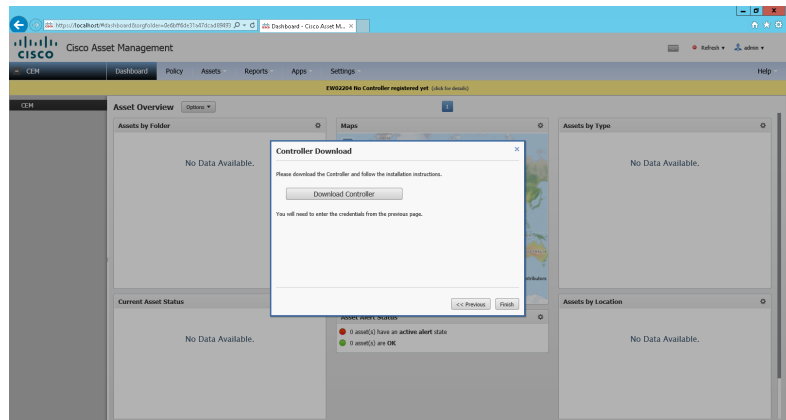 https://localhost/#dashboard&orgfolder=0e6bff6de31a47dcad89493
Dashboard - Cisco Asset M...
CISCO
Cisco Asset Management
Refresh
admin
CEM
Dashboard
Policy
Assets
Reports
Apps
Settings
Help
EW02204 No Controller registered yet (click for details)
CEM
Asset Overview
Options
1
Assets by Folder
Maps
Assets by Type
No Data Available.
No Data Available.
Controller Download
Please download the Controller and follow the installation instructions.
Download Controller
You will need to enter the credentials from the previous page.
<< Previous
Finish
Current Asset Status
Asset Alert Status
Assets by Location
0 asset(s) have an active alert state
0 asset(s) are OK
No Data Available.
No Data Available.